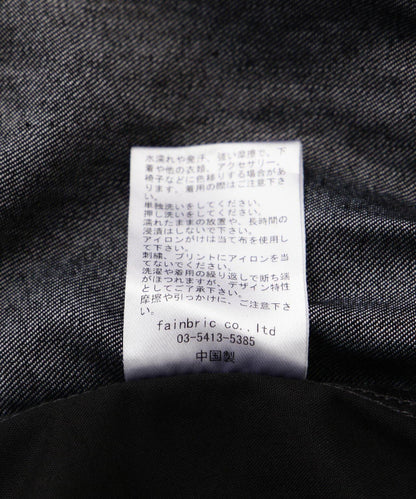 水濡れや発汗、強い摩擦で、下
着や他の衣類、アクセサリー、
椅子などに色移りする場合があ
ります。着用の際はご注意下さ
い。
単独洗いをしてください。
押し洗いをしてください。
濡れたままの放置や、長時間の
浸漬はしないで下さい。
アイロンがけは当て布を使用し
て下さい。
刺繍、プリントにアイロンを当
てないでください。
洗濯や着用の繰り返しで断ち迷
がほつれますが、デザイン特性
としてご了承下さい。
摩擦や引っかけに、ご注意下さ
い。
fainbric co.,ltd
03-5413-5385
中国製